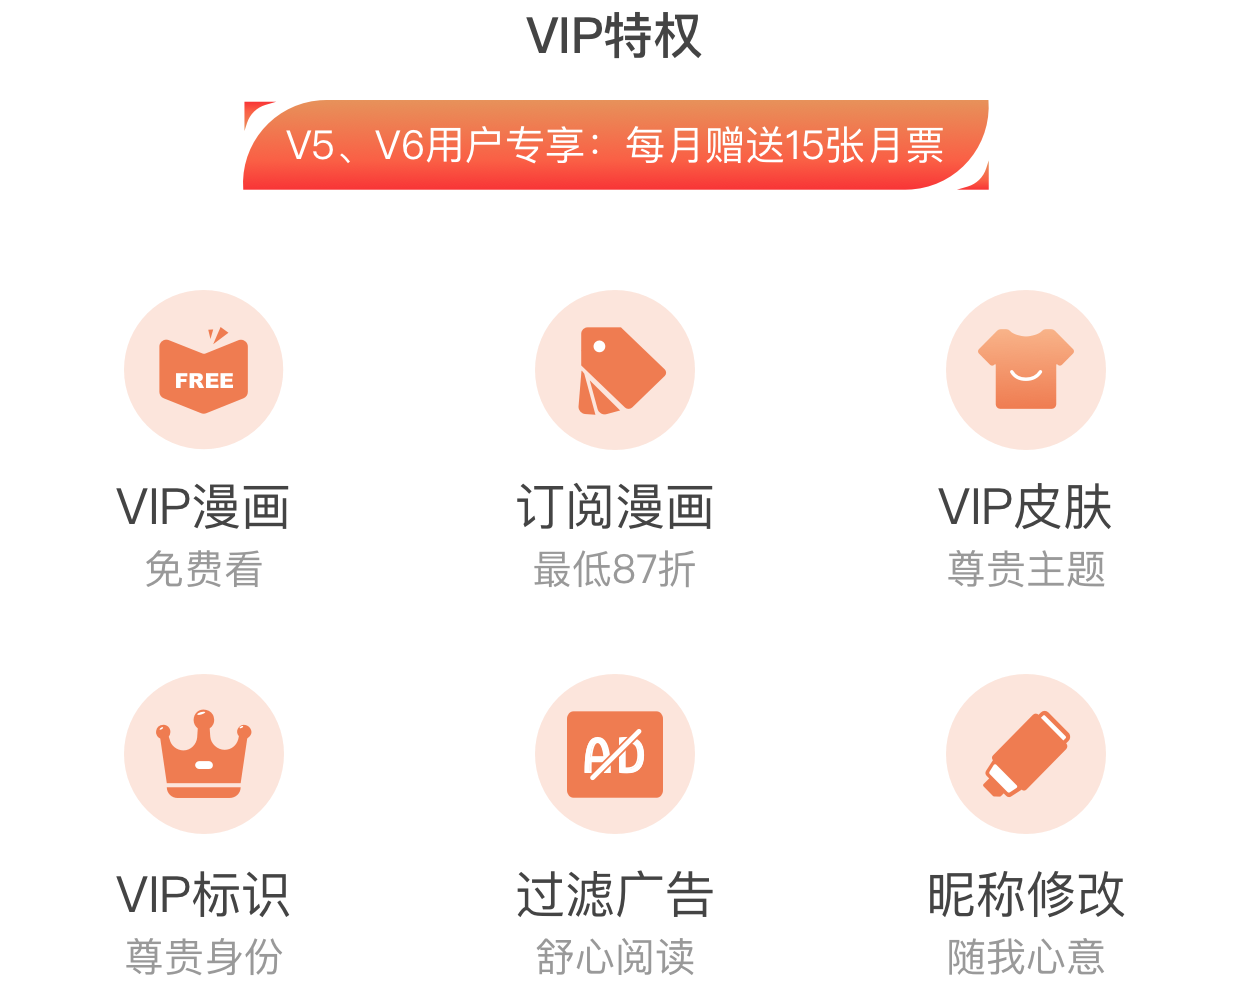 VIP特权
V5、V6用户专享：每月赠送15张月票
FREE
VIP漫画
免费看
订阅漫画
最低87折
VIP皮肤
尊贵主题
VIP标识
尊贵身份
AD
过滤广告
舒心阅读
昵称修改
随我心意